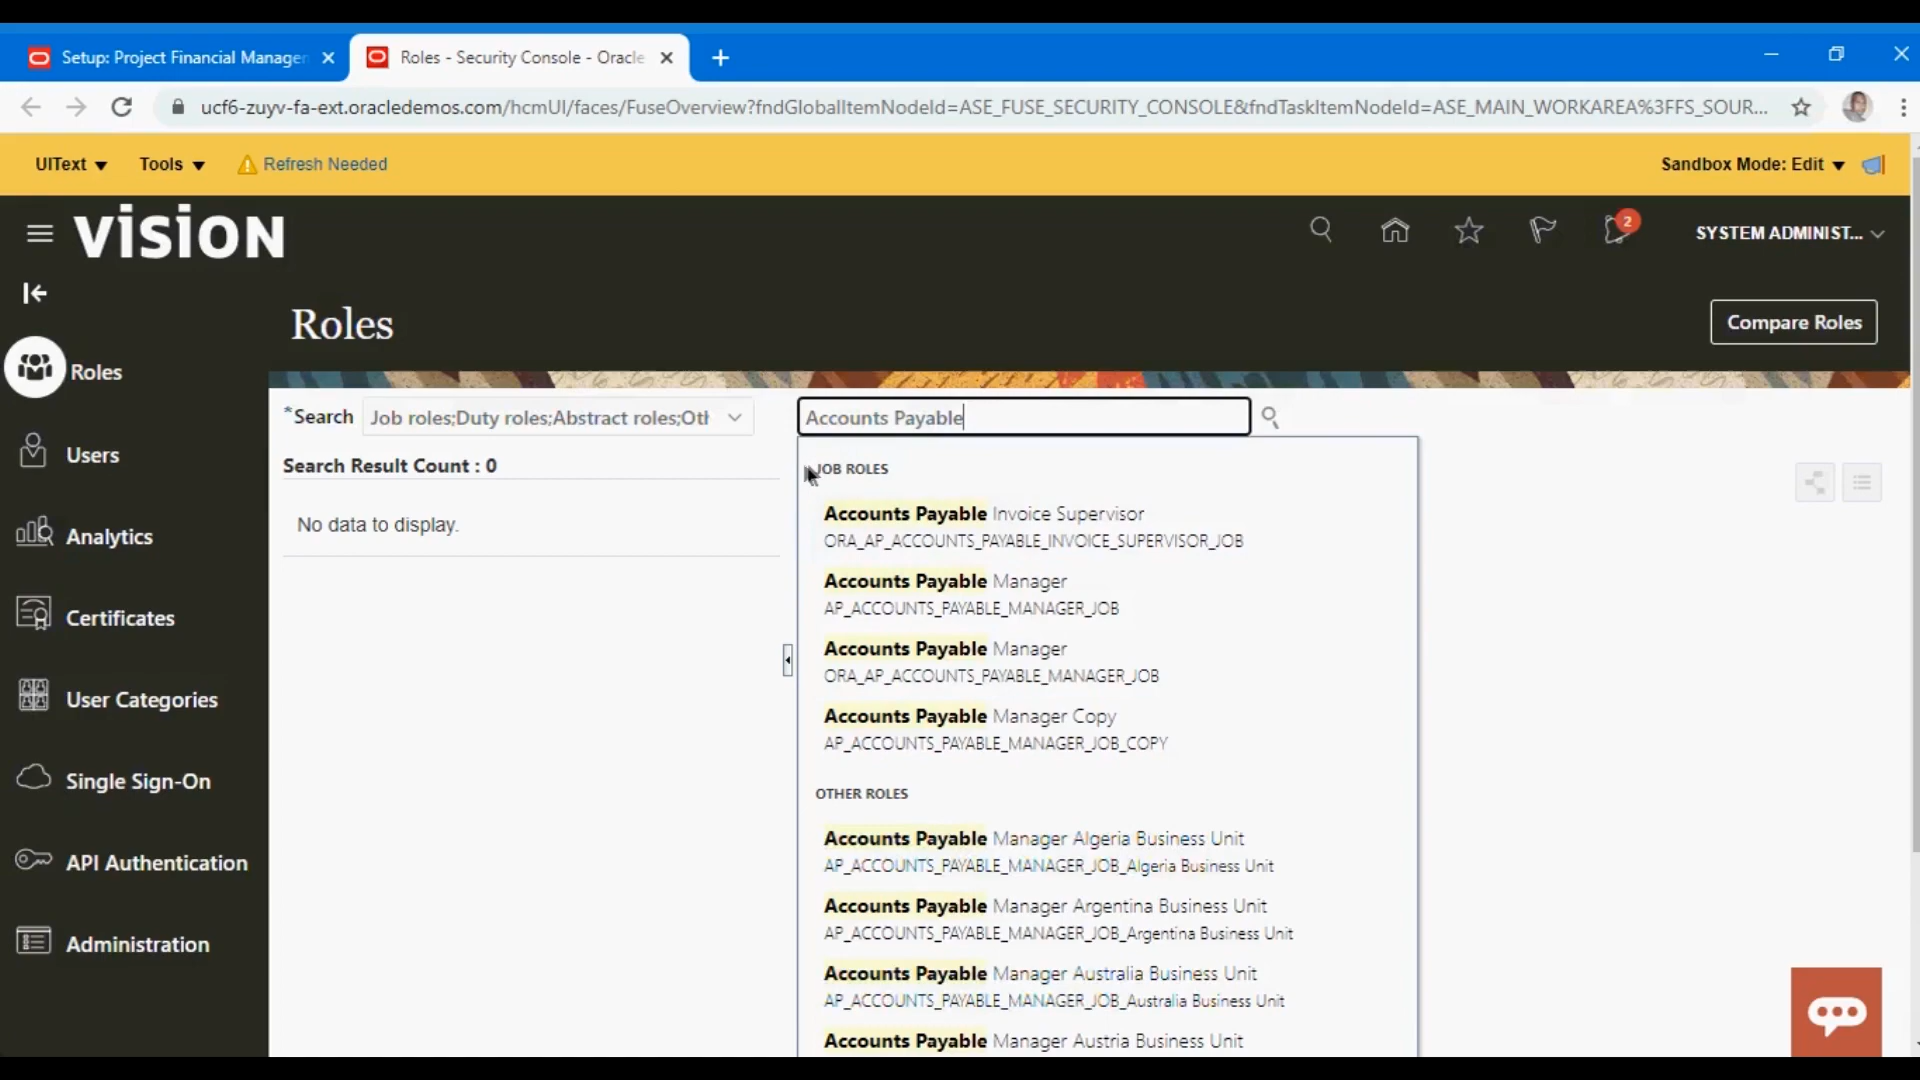 Setup: Project Financial Manager
Roles - Security Console - Oracle
ucf6-zuyv-fa-ext.oracledemos.com/hcmUI/faces/FuseOverview?fndGlobalItemNodeId=ASE_FUSE_SECURITY_CONSOLE&fndTaskItemNodeId=ASE_MAIN_WORKAREA%3FFS_SOUR...
UIText
Tools
Refresh Needed
Sandbox Mode: Edit
VISION
2
SYSTEM ADMINIST...
Roles
Compare Roles
Roles
Users
Analytics
Certificates
User Categories
Single Sign-On
API Authentication
Administration
*Search
Job roles;Duty roles;Abstract roles;Oth
Accounts Payable
Search Result Count : 0
No data to display.
JOB ROLES
Accounts Payable Invoice Supervisor
ORA_AP_ACCOUNTS_PAYABLE_INVOICE_SUPERVISOR_JOB
Accounts Payable Manager
AP_ACCOUNTS_PAYABLE_MANAGER_JOB
Accounts Payable Manager
ORA_AP_ACCOUNTS_PAYABLE_MANAGER_JOB
Accounts Payable Manager Copy
AP_ACCOUNTS_PAYABLE_MANAGER_JOB_COPY
OTHER ROLES
Accounts Payable Manager Algeria Business Unit
AP_ACCOUNTS_PAYABLE_MANAGER_JOB_Algeria Business Unit
Accounts Payable Manager Argentina Business Unit
AP_ACCOUNTS_PAYABLE_MANAGER_JOB_Argentina Business Unit
Accounts Payable Manager Australia Business Unit
AP_ACCOUNTS_PAYABLE_MANAGER_JOB_Australia Business Unit
Accounts Payable Manager Austria Business Unit